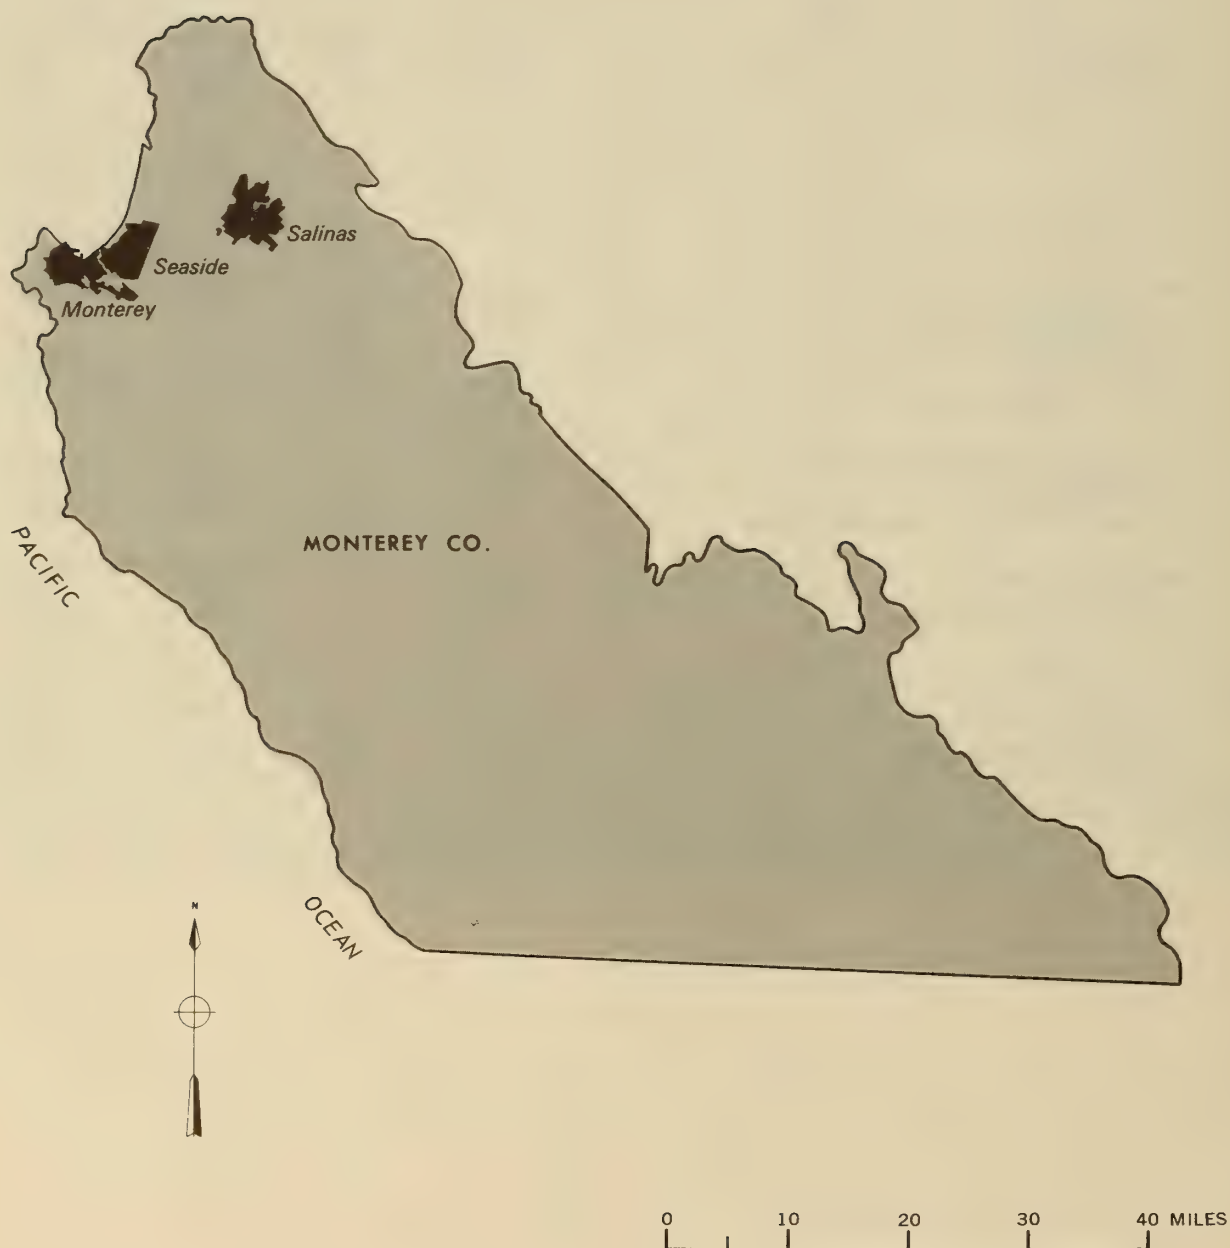 Salinas
Seaside
Monterey
PACIFIC
MONTEREY CO.
OCEAN
N
0 10 20 30 40 MILES